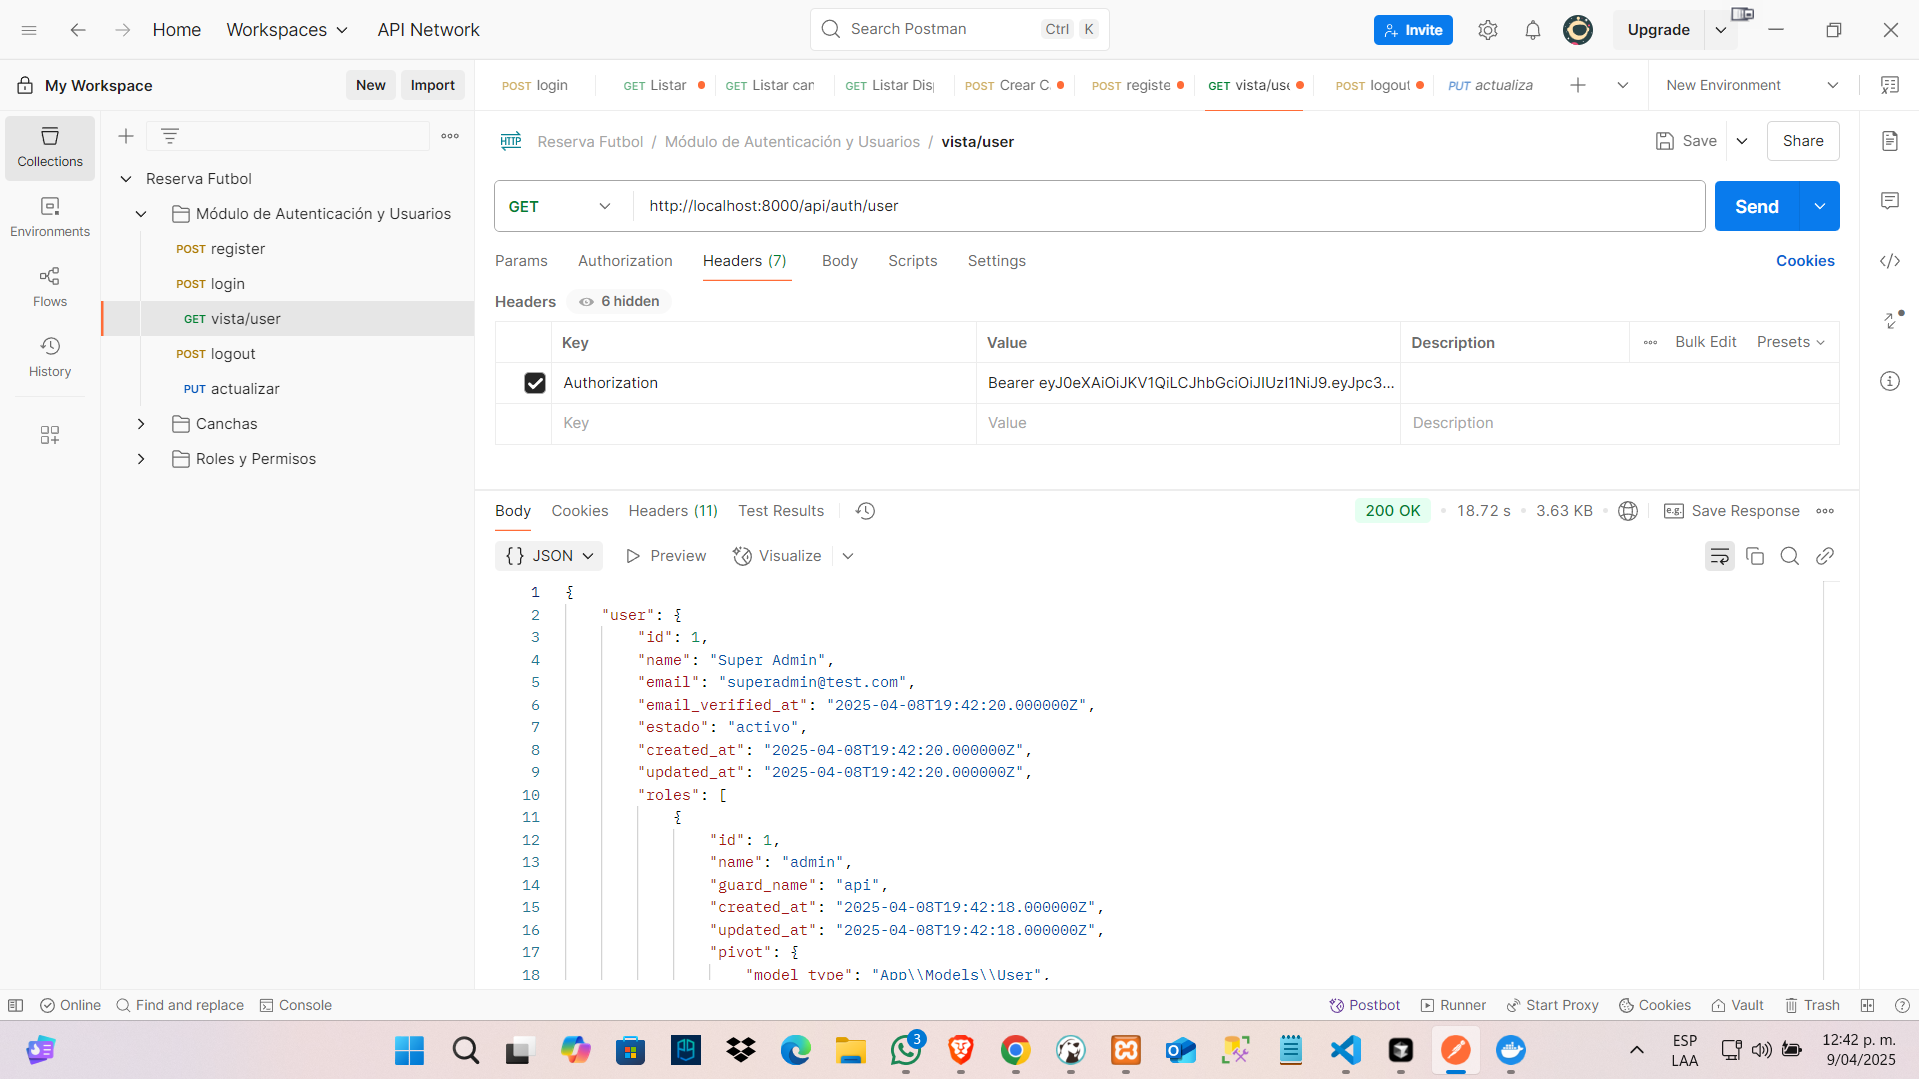 Home Workspaces API Network Search Postman Ctrl K Invite Upgrade
My Workspace New Import
POST login GET Listar GET Listar can GET Listar Dis POST Crear C POST registe GET vista/use POST logout PUT actualiza New Environment
Collections
Environments
Flows
History
Reserva Futbol
Módulo de Autenticación y Usuarios
POST register
POST login
GET vista/user
POST logout
PUT actualizar
Canchas
Roles y Permisos
HTTP Reserva Futbol / Módulo de Autenticación y Usuarios / vista/user Save Share
GET http://localhost:8000/api/auth/user Send
Params Authorization Headers (7) Body Scripts Settings Cookies
Headers 6 hidden
Key Value Description Bulk Edit Presets
Authorization Bearer eyJ0eXAiOiJKV1QiLCJhbGciOiJIUzI1NiJ9.eyJpc3...
Key Value Description
Body Cookies Headers (11) Test Results 200 OK 18.72 s 3.63 KB e.g. Save Response
{} JSON Preview Visualize
1 {
2 "user": {
3 "id": 1,
4 "name": "Super Admin",
5 "email": "superadmin@test.com",
6 "email_verified_at": "2025-04-08T19:42:20.000000Z",
7 "estado": "activo",
8 "created_at": "2025-04-08T19:42:20.000000Z",
9 "updated_at": "2025-04-08T19:42:20.000000Z",
10 "roles": [
11 {
12 "id": 1,
13 "name": "admin",
14 "guard_name": "api",
15 "created_at": "2025-04-08T19:42:18.000000Z",
16 "updated_at": "2025-04-08T19:42:18.000000Z",
17 "pivot": {
18 "model_type": "App\\Models\\User",
Online Find and replace Console Postbot Runner Start Proxy Cookies Vault Trash
3
ESP
LAA
12:42 p. m.
9/04/2025